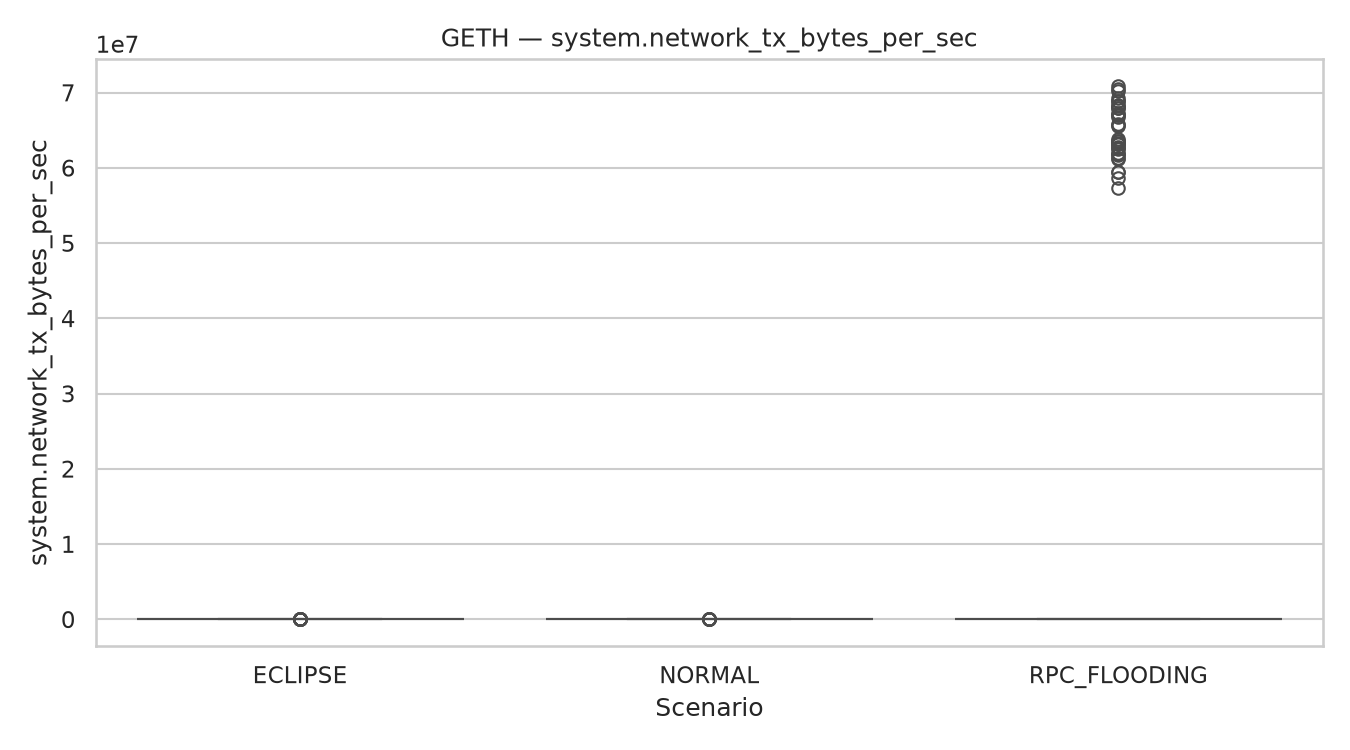 GETH — system.network_tx_bytes_per_sec
1e7
system.network_tx_bytes_per_sec
7
6
5
4
3
2
1
0
ECLIPSE NORMAL RPC_FLOODING
Scenario